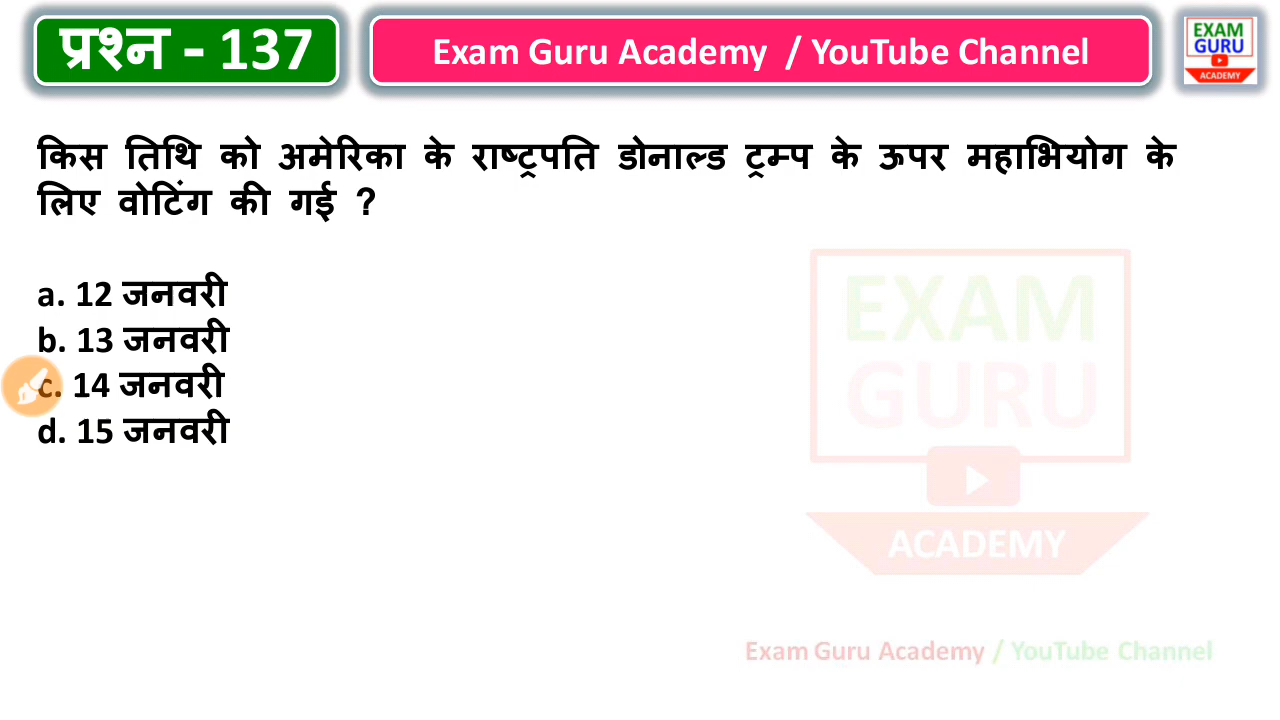 प्रश्न - 137
Exam Guru Academy / YouTube Channel
EXAM
GURU
ACADEMY
किस तिथि को अमेरिका के राष्ट्रपति डोनाल्ड ट्रम्प के ऊपर महाभियोग के
लिए वोटिंग की गई ?
a. 12 जनवरी
b. 13 जनवरी
c. 14 जनवरी
d. 15 जनवरी
EXAM
GURU
ACADEMY
Exam Guru Academy / YouTube Channel